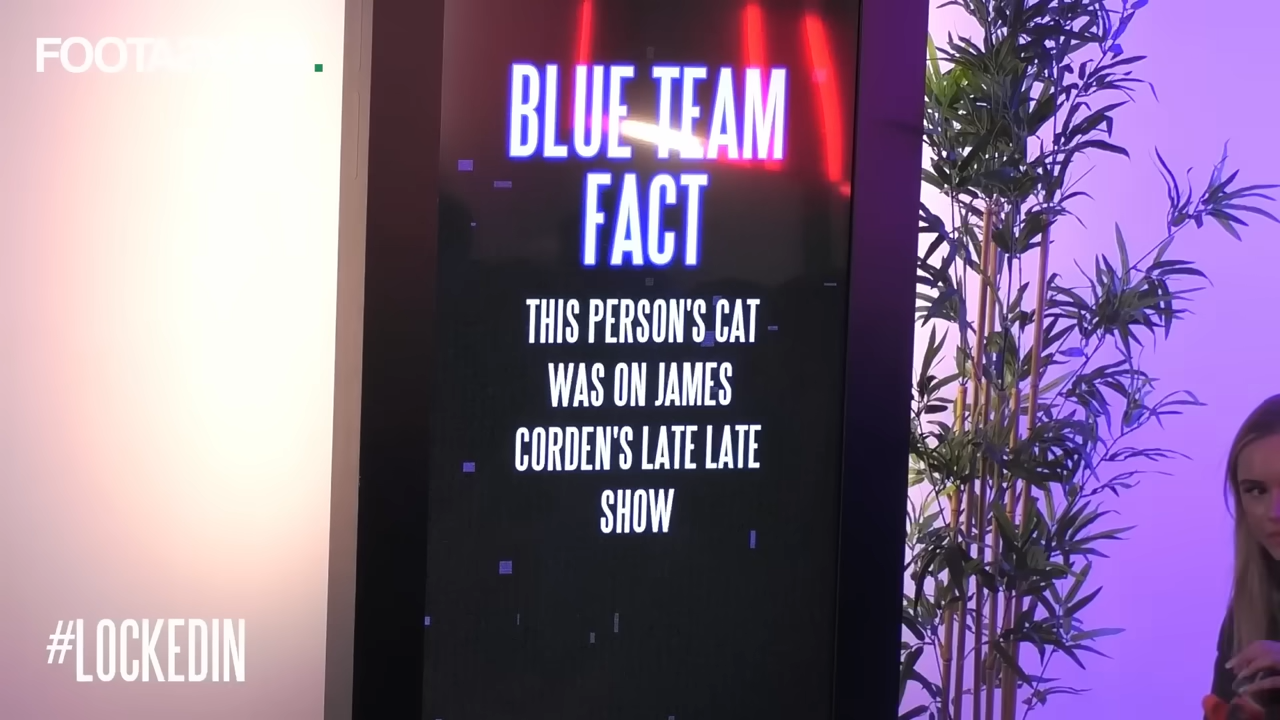 BLUE TEAM
FACT
THIS PERSON'S CAT
WAS ON JAMES
CORDEN'S LATE LATE
SHOW
#LOCKEDIN